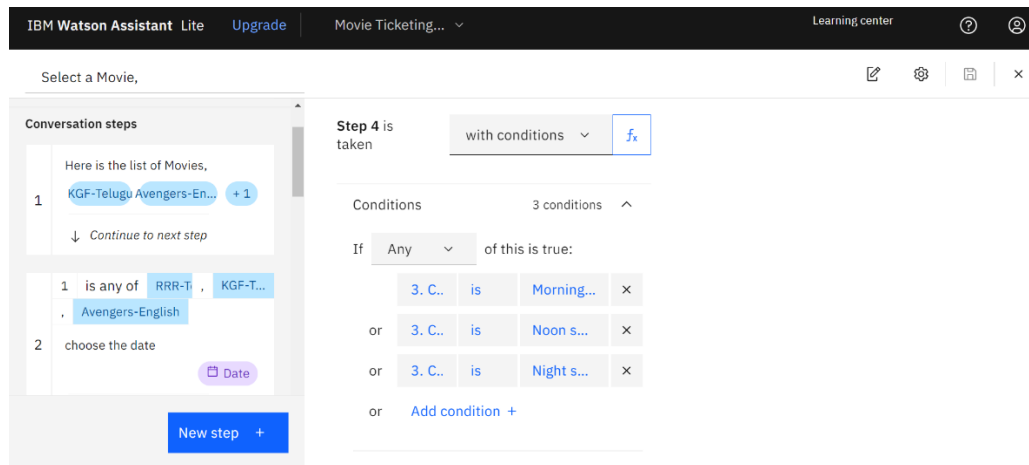 IBM Watson Assistant Lite Upgrade Movie Ticketing... Learning center
Select a Movie,
Conversation steps
1
Here is the list of Movies,
KGF-Telugu Avengers-En... +1
↓ Continue to next step
2
1 is any of RRR-T , KGF-T...
, Avengers-English
choose the date
Date
New step +
Step 4 is taken
with conditions fx
Conditions 3 conditions
If Any of this is true:
3. C.. is Morning... ×
or 3. C.. is Noon s... ×
or 3. C.. is Night s... ×
or Add condition +